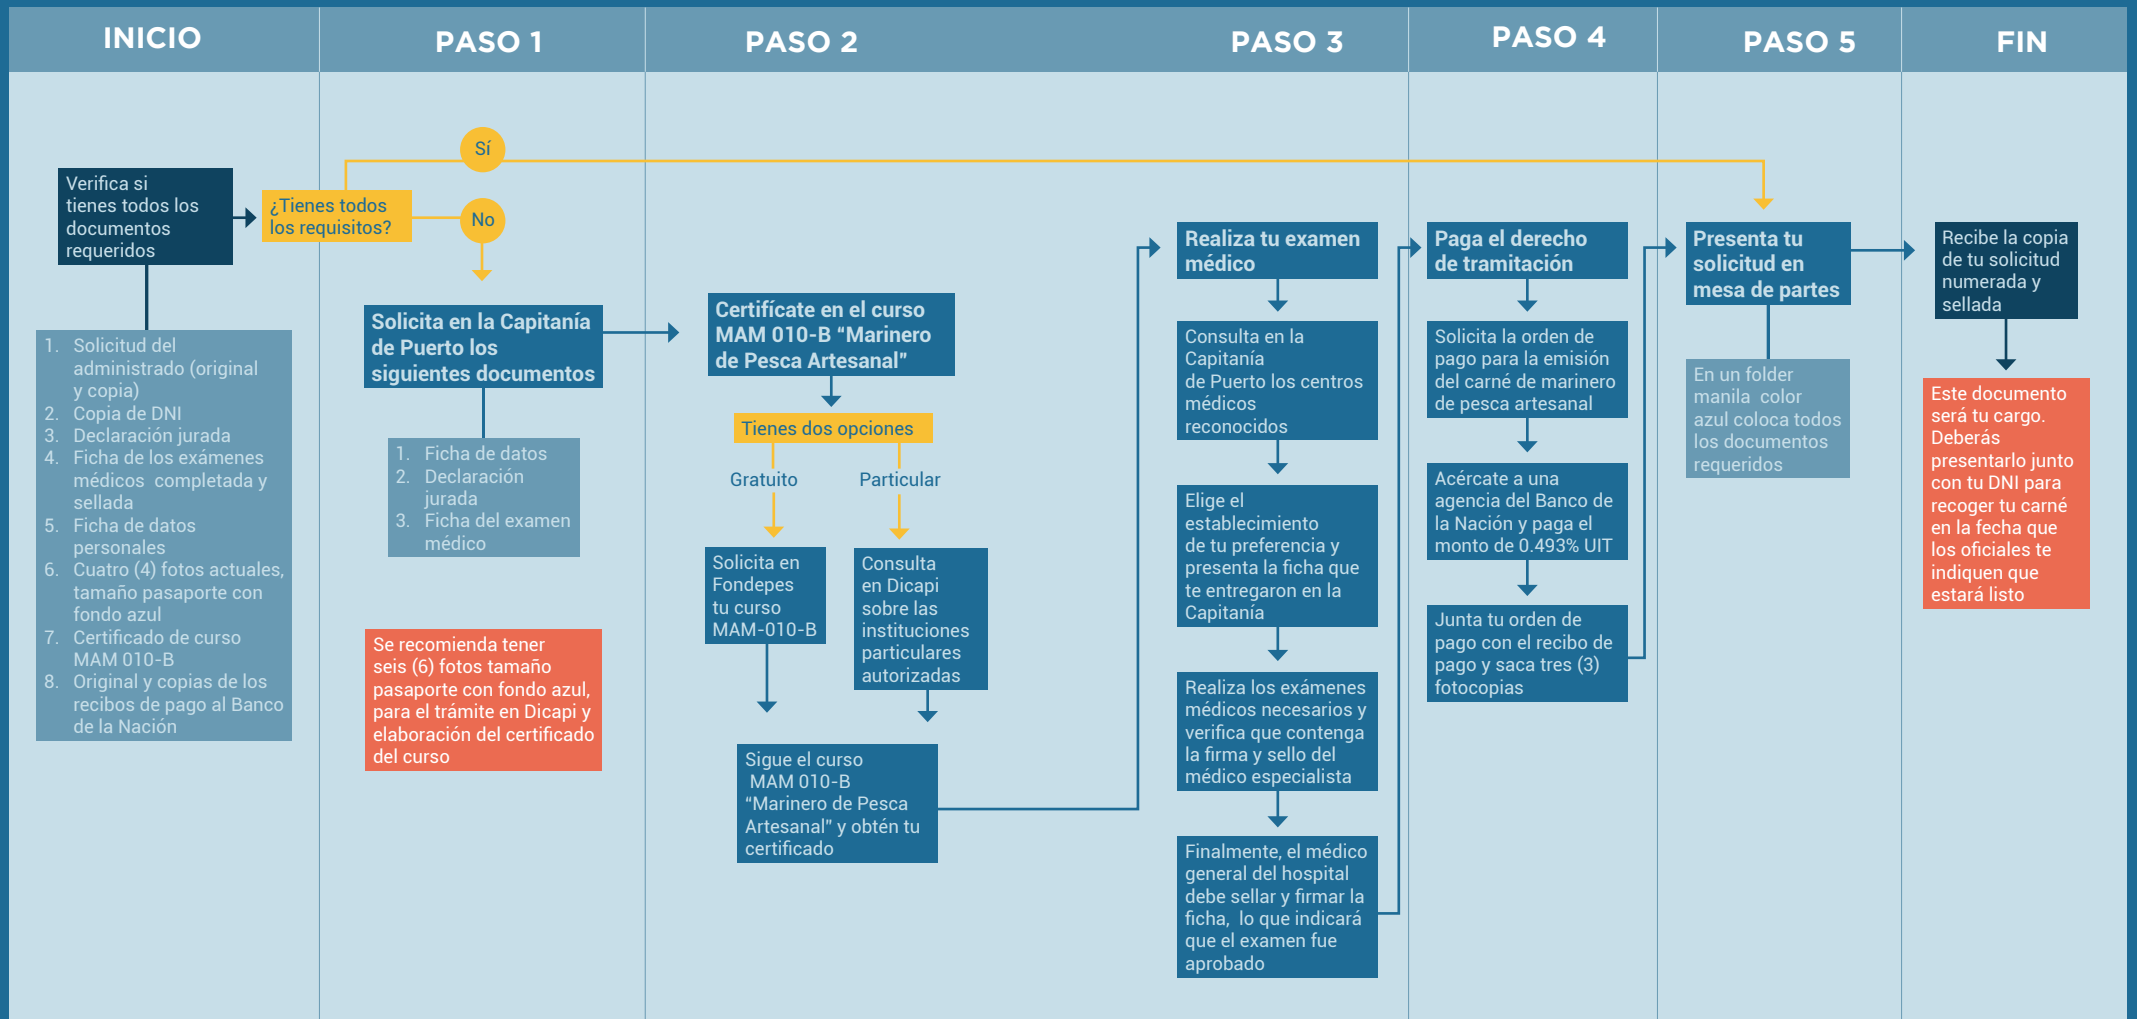 INICIO
PASO 1
PASO 2
PASO 3
PASO 4
PASO 5
FIN
Verifica si
tienes todos los
documentos
requeridos
1. Solicitud del
administrado (original
y copia)
2. Copia de DNI
3. Declaración jurada
4. Ficha de los exámenes
médicos completada y
sellada
5. Ficha de datos
personales
6. Cuatro (4) fotos actuales,
tamaño pasaporte con
fondo azul
7. Certificado de curso
MAM 010-B
8. Original y copias de los
recibos de pago al Banco
de la Nación
¿Tienes todos
los requisitos?
Sí
No
Solicita en la Capitanía
de Puerto los
siguientes documentos
1. Ficha de datos
2. Declaración
jurada
3. Ficha del examen
médico
Se recomienda tener
seis (6) fotos tamaño
pasaporte con fondo azul,
para el trámite en Dicapi y
elaboración del certificado
del curso
Certifícate en el curso
MAM 010-B “Marinero
de Pesca Artesanal”
Tienes dos opciones
Gratuito
Particular
Solicita en
Fondepes
tu curso
MAM-010-B
Consulta
en Dicapi
sobre las
instituciones
particulares
autorizadas
Sigue el curso
MAM 010-B
“Marinero de Pesca
Artesanal” y obtén tu
certificado
Realiza tu examen
médico
Consulta en la
Capitanía
de Puerto los centros
médicos
reconocidos
Elige el
establecimiento
de tu preferencia y
presenta la ficha que
te entregaron en la
Capitanía
Realiza los exámenes
médicos necesarios y
verifica que contenga
la firma y sello del
médico especialista
Finalmente, el médico
general del hospital
debe sellar y firmar la
ficha, lo que indicará
que el examen fue
aprobado
Paga el derecho
de tramitación
Solicita la orden de
pago para la emisión
del carné de marinero
de pesca artesanal
Acércate a una
agencia del Banco de
la Nación y paga el
monto de 0.493% UIT
Junta tu orden de
pago con el recibo de
pago y saca tres (3)
fotocopias
Presenta tu
solicitud en
mesa de partes
En un folder
manila color
azul coloca todos
los documentos
requeridos
Recibe la copia
de tu solicitud
numerada y
sellada
Este documento
será tu cargo.
Deberás
presentarlo junto
con tu DNI para
recoger tu carné
en la fecha que
los oficiales te
indiquen que
estará listo